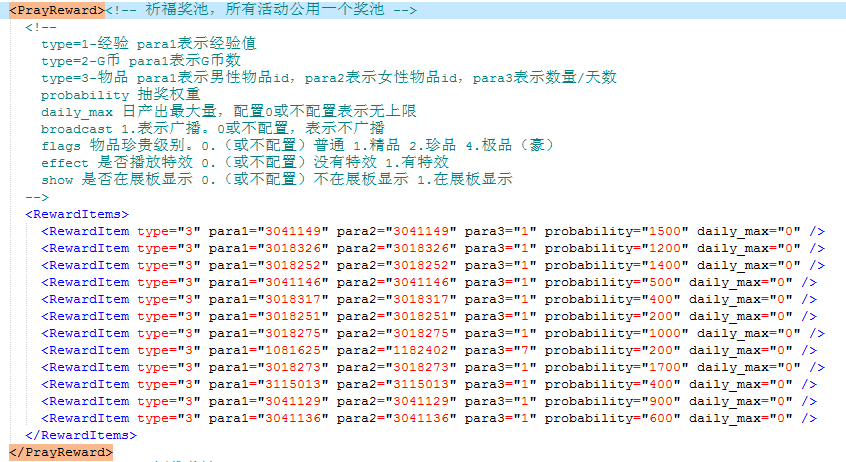 <PrayReward><!-- 祈福奖池，所有活动公用一个奖池 -->
<!--
type=1-经验 para1表示经验值
type=2-G币 para1表示G币数
type=3-物品 para1表示男性物品id，para2表示女性物品id，para3表示数量/天数
probability 抽奖权重
daily_max 日产出最大量，配置0或不配置表示无上限
broadcast 1.表示广播。0或不配置，表示不广播
flags 物品珍贵级别。0.（或不配置）普通 1.精品 2.珍品 4.极品（豪）
effect 是否播放特效 0.（或不配置）没有特效 1.有特效
show 是否在展板显示 0.（或不配置）不在展板显示 1.在展板显示
-->
<RewardItems>
<RewardItem type="3" para1="3041149" para2="3041149" para3="1" probability="1500" daily_max="0" />
<RewardItem type="3" para1="3018326" para2="3018326" para3="1" probability="1200" daily_max="0" />
<RewardItem type="3" para1="3018252" para2="3018252" para3="1" probability="1400" daily_max="0" />
<RewardItem type="3" para1="3041146" para2="3041146" para3="1" probability="500" daily_max="0" />
<RewardItem type="3" para1="3018317" para2="3018317" para3="1" probability="400" daily_max="0" />
<RewardItem type="3" para1="3018251" para2="3018251" para3="1" probability="200" daily_max="0" />
<RewardItem type="3" para1="3018275" para2="3018275" para3="1" probability="1000" daily_max="0" />
<RewardItem type="3" para1="1081625" para2="1182402" para3="7" probability="200" daily_max="0" />
<RewardItem type="3" para1="3018273" para2="3018273" para3="1" probability="1700" daily_max="0" />
<RewardItem type="3" para1="3115013" para2="3115013" para3="1" probability="400" daily_max="0" />
<RewardItem type="3" para1="3041129" para2="3041129" para3="1" probability="900" daily_max="0" />
<RewardItem type="3" para1="3041136" para2="3041136" para3="1" probability="600" daily_max="0" />
</RewardItems>
</PrayReward>